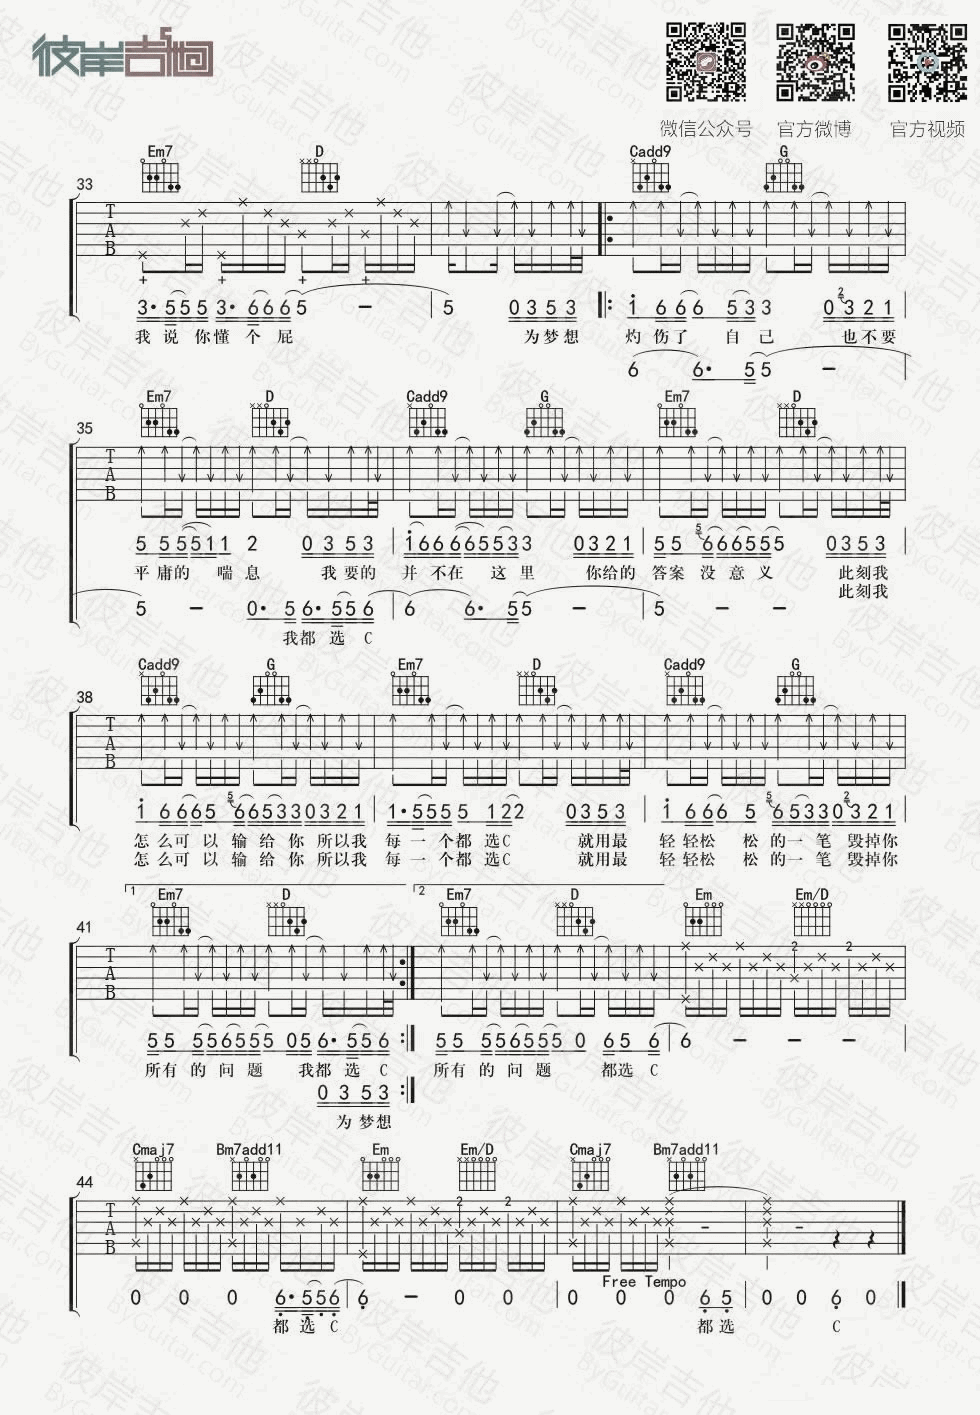 彼岸吉他
微信公众号 官方微博 官方视频
Em7 D Cadd9 G
33
T
A
B
+ + + +
3· 5 5 5 3· 6 6 6 5 - 5 0 3 5 3 1 6 6 6 5 3 3 0 2 3 2 1
我 说 你 懂 个 屁 为 梦 想 灼 伤 了 自 己 也 不 要
6 6· 5 5 -
Em7 D Cadd9 G Em7 D
35
T
A
B
5 5 5 5 1 1 2 0 3 5 3 1 6 6 6 6 5 5 3 3 0 3 2 1 5 5 5 6 6 6 5 5 5 0 3 5 3
平 庸的 喘 息 我 要 的 并 不在 这 里 你给的 答案 没 意 义 此刻我
此刻我
5 - 0· 5 6· 5 5 6 6 6· 5 5 - 5 - -
我都 选 C
Cadd9 G Em7 D Cadd9 G
38
T
A
B
1 6 6 6 5 5 6 6 5 3 3 0 3 2 1 1· 5 5 5 5 1 2 2 0 3 5 3 1 6 6 6 5 5 6 5 3 3 0 2 3 2 1
怎 么可 以 输 给 你 所以我 每 一 个都 选C 就用最 轻 轻松 松 的一 笔 毁掉你
怎 么可 以 输 给 你 所以我 每 一 个都 选C 就用最 轻 轻松 松 的一 笔 毁掉你
1 2
Em7 D Em7 D Em Em/D
41
2 2
T
A
B
5 5 5 5 6 5 5 5 0 5 6· 5 5 6 5 5 5 5 6 5 5 5 0 6 5 6 6 - - -
所有 的 问 题 我都 选 C 所有 的 问 题 都选 C
0 3 5 3
为 梦想
Cmaj7 Bm7add11 Em Em/D Cmaj7 Bm7add11
44
2 2
T
A
B
Free Tempo
0 0 0 6· 5 5 6 6 - 0 0 0 0 0 6 5 0 0 6 0
都 选 C 都 选 C